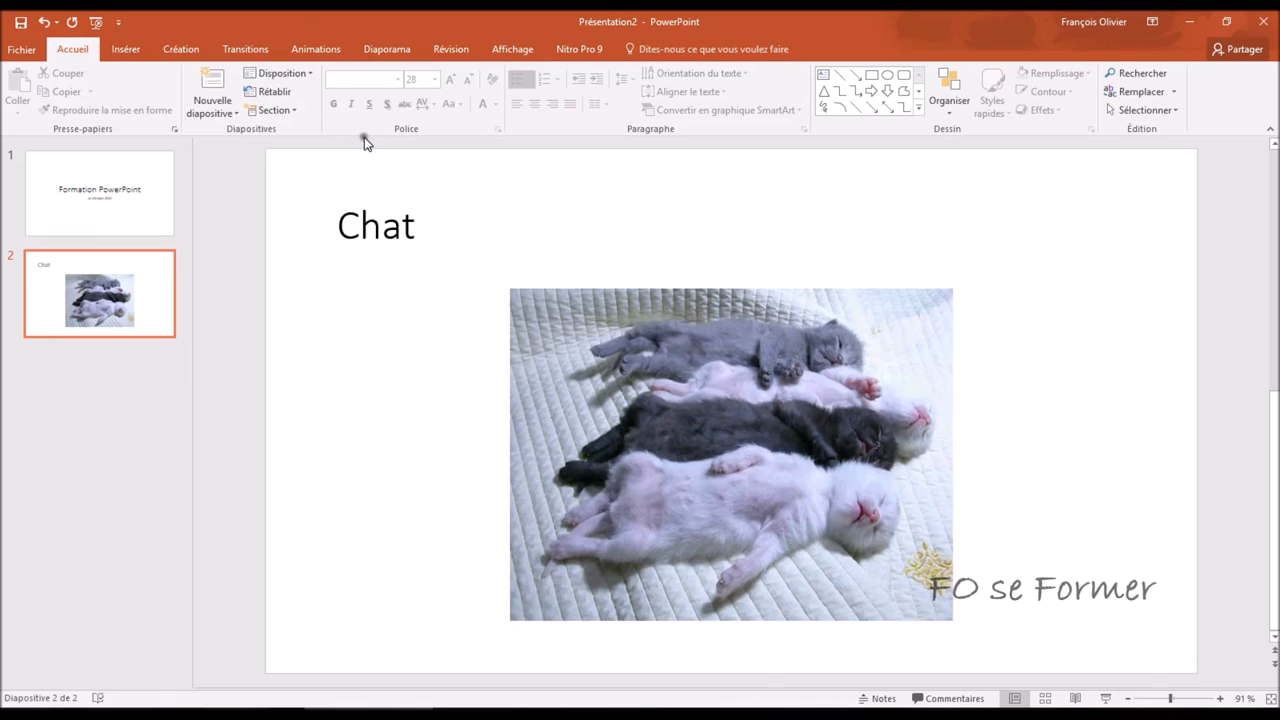 Présentation2 - PowerPoint
François Olivier
Fichier
Accueil
Insérer
Création
Transitions
Animations
Diaporama
Révision
Affichage
Nitro Pro 9
Dites-nous ce que vous voulez faire
Partager
Coller
Couper
Copier
Reproduire la mise en forme
Presse-papiers
Nouvelle
diapositive
Disposition
Rétablir
Section
Diapositives
28
Police
Orientation du texte
Aligner le texte
Convertir en graphique SmartArt
Paragraphe
Organiser
Styles
rapides
Remplissage
Contour
Effets
Dessin
Rechercher
Remplacer
Sélectionner
Édition
1
Formation PowerPoint
2
Chat
Chat
FO se Former
Diapositive 2 de 2
Notes
Commentaires
91 %